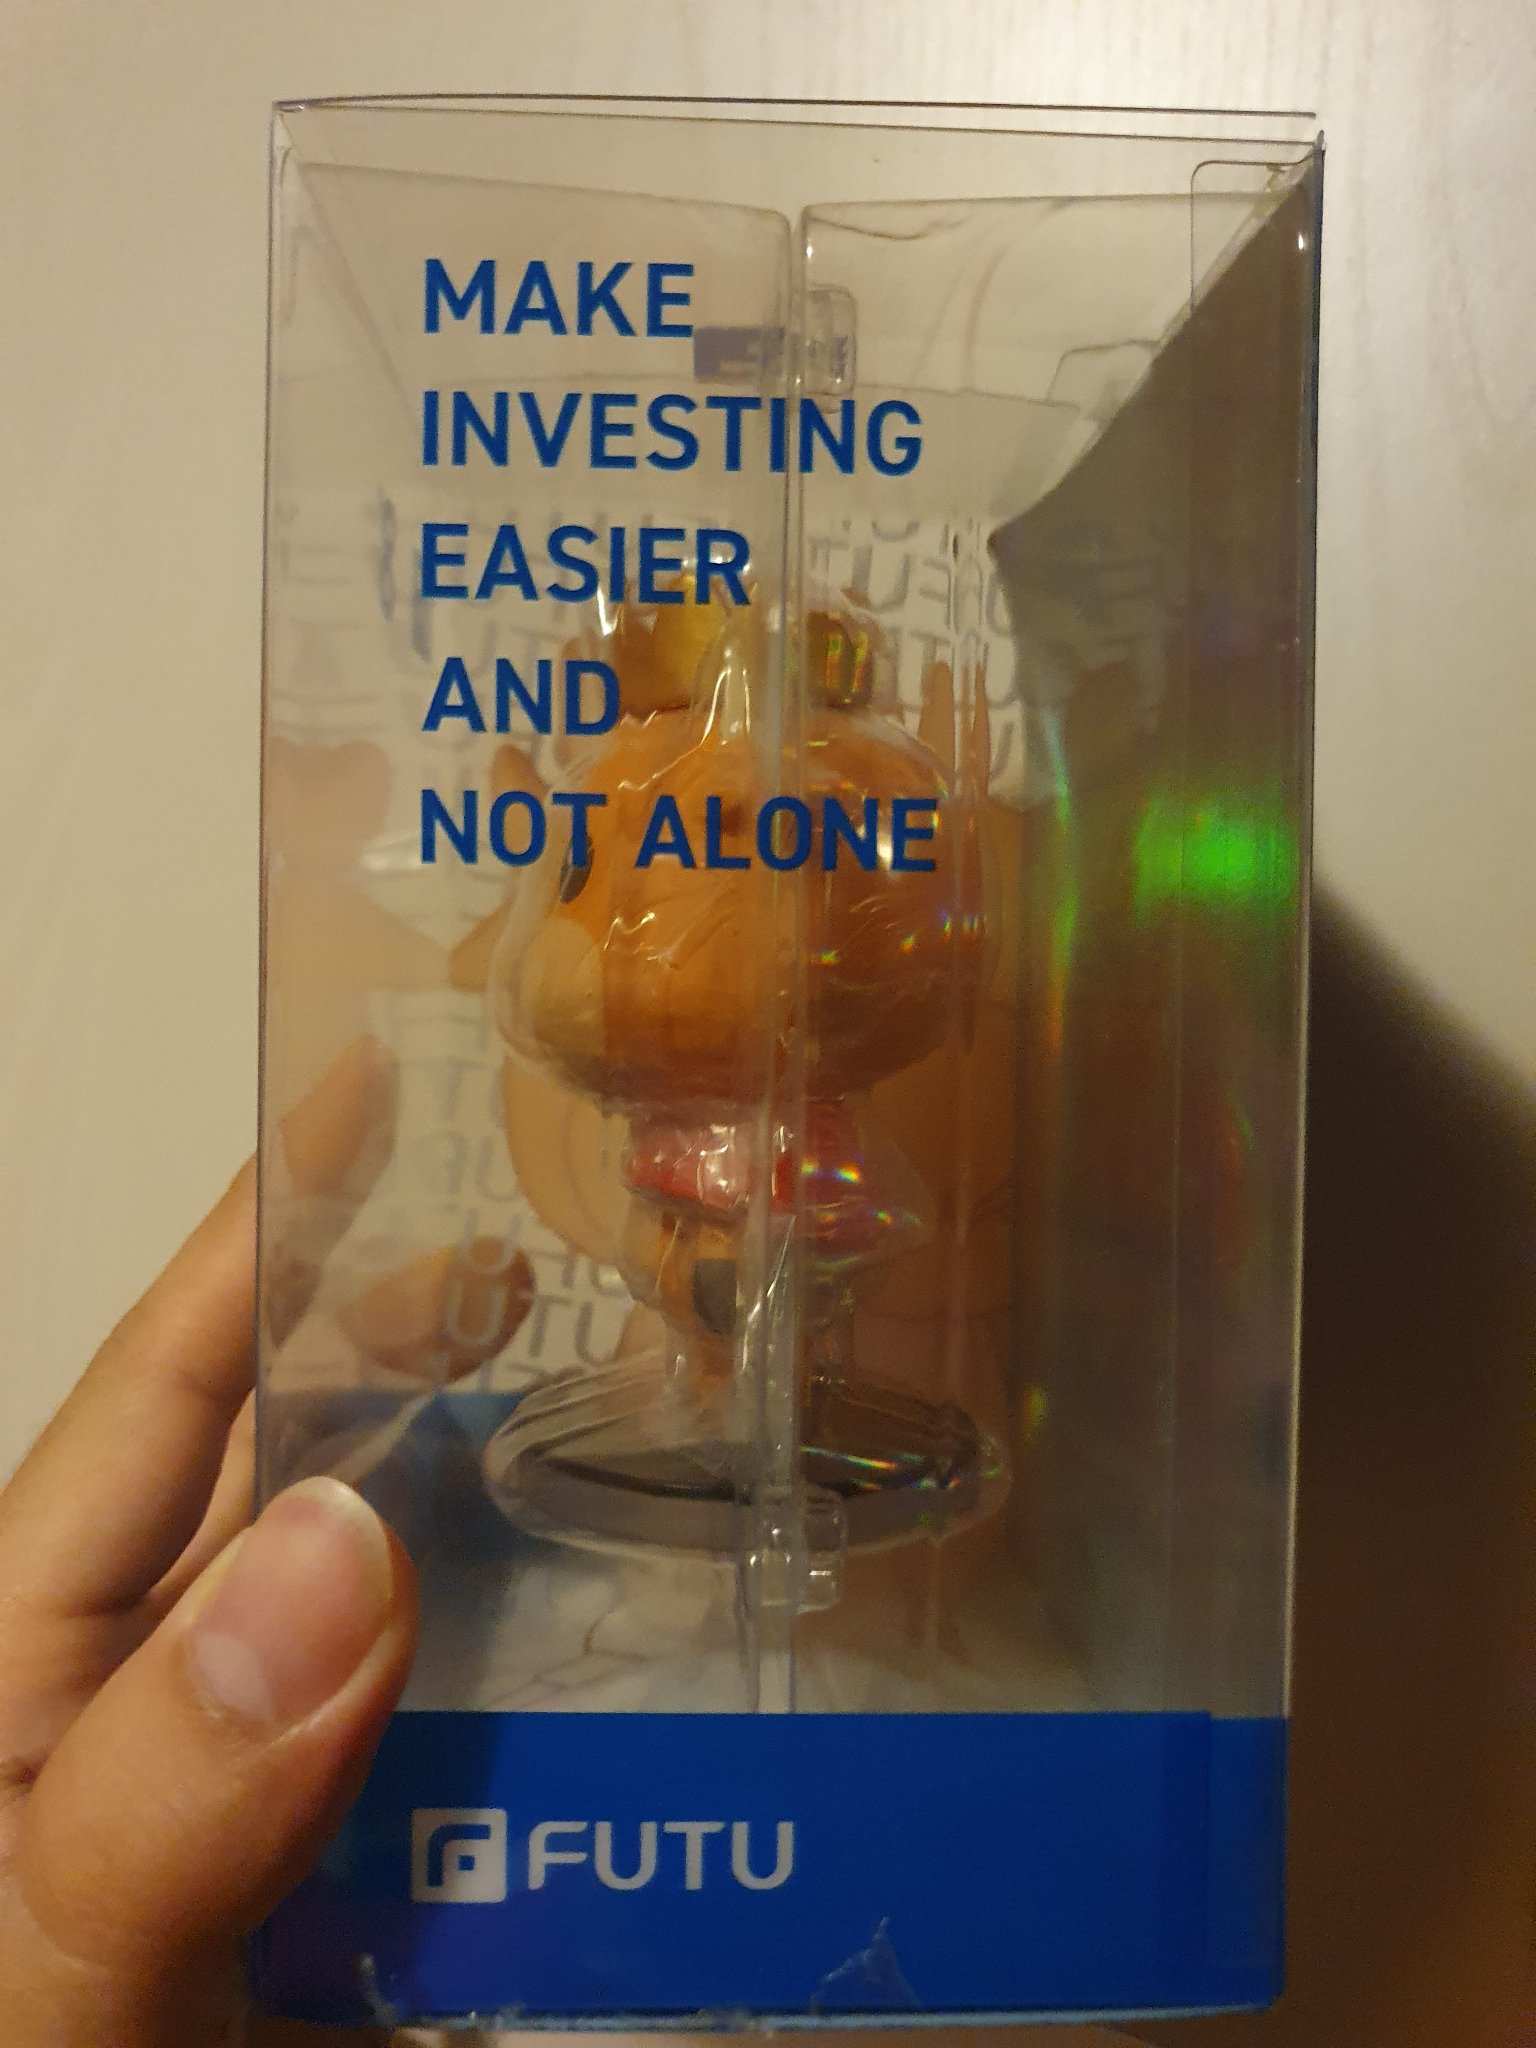 MAKE
INVESTING
EASIER
AND
NOT ALONE
FUTU